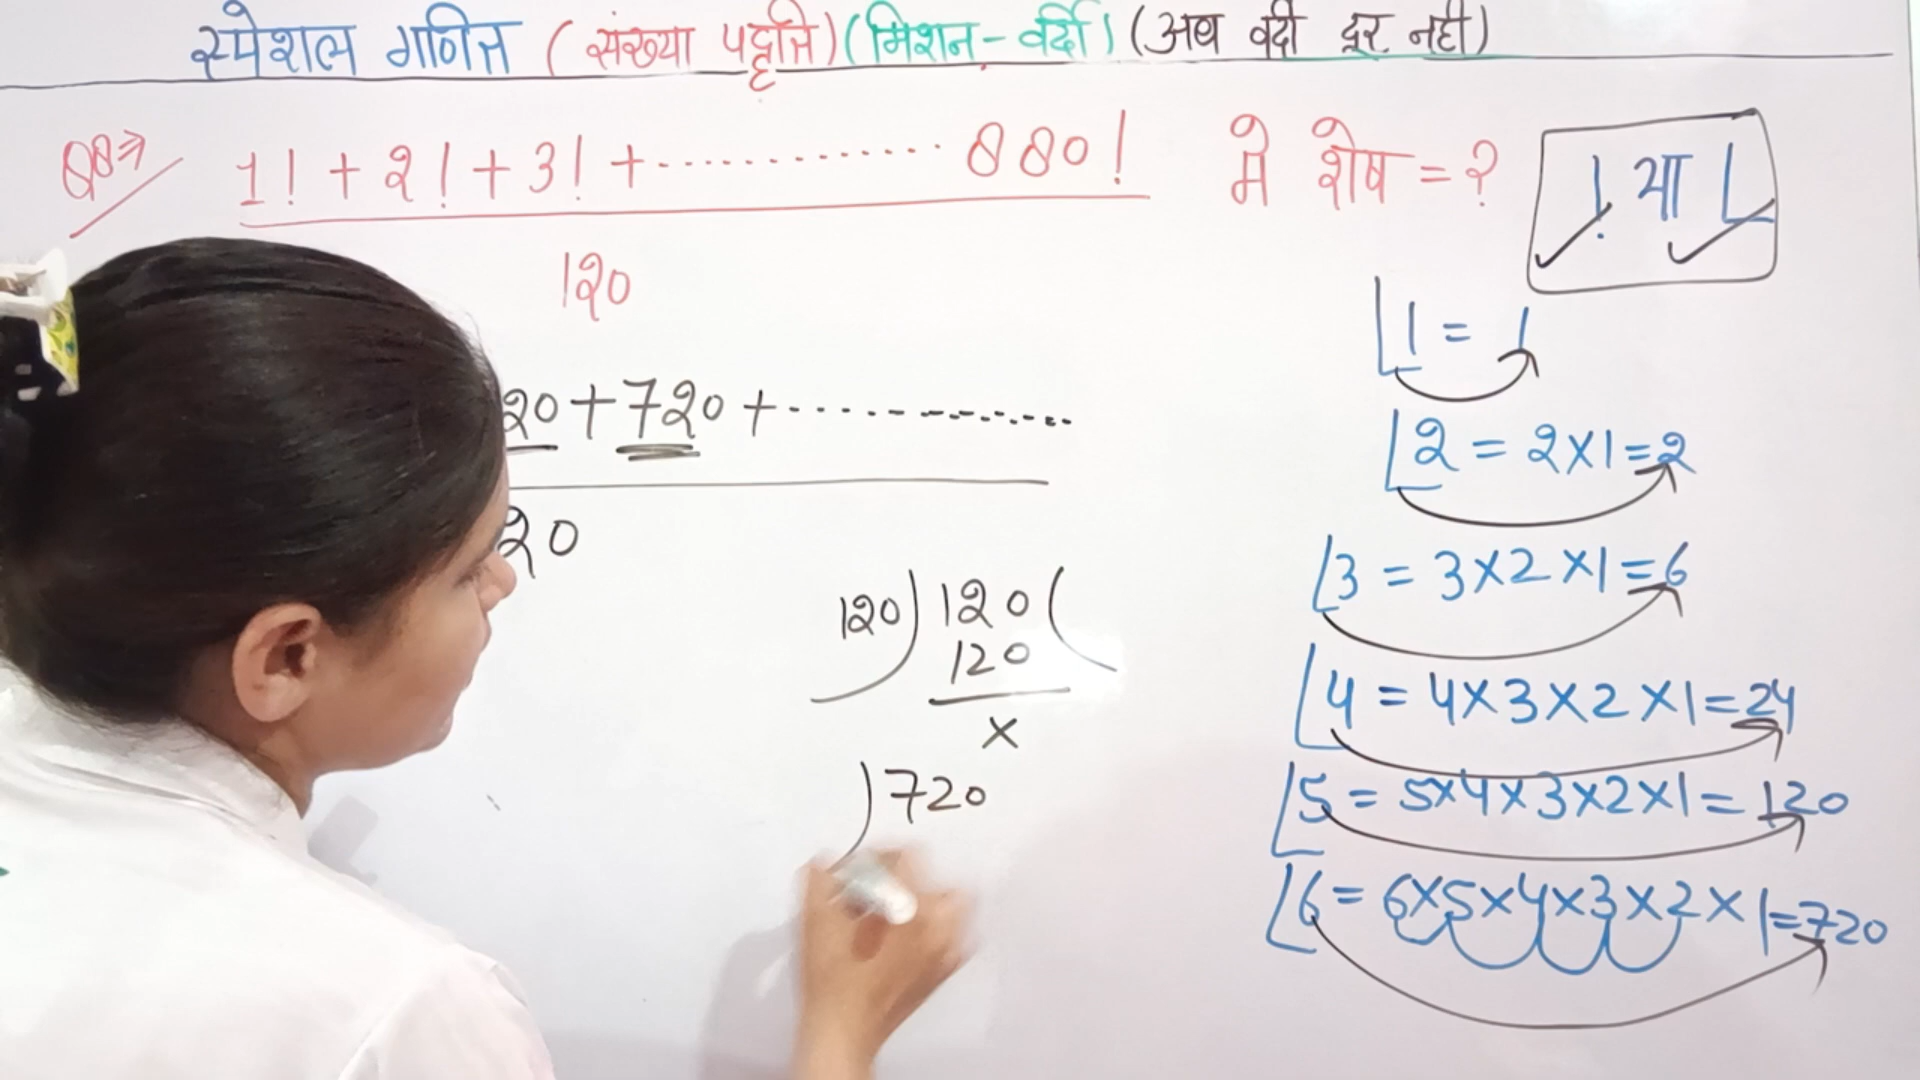 स्पेशल गणित (संख्या पद्दति) (मिशन-वर्दी) (अब वर्दी दूर नही)
Q8⇒ 1! + 2! + 3! + ............. 880! मे शेष = ?
120
! या ⌊
20 + 720 + ..............
20
120 ) 120 (
120
×
) 720
⌊1 = 1
⌊2 = 2×1=2
⌊3 = 3×2×1=6
⌊4 = 4×3×2×1=24
⌊5 = 5×4×3×2×1=120
⌊6 = 6×5×4×3×2×1=720